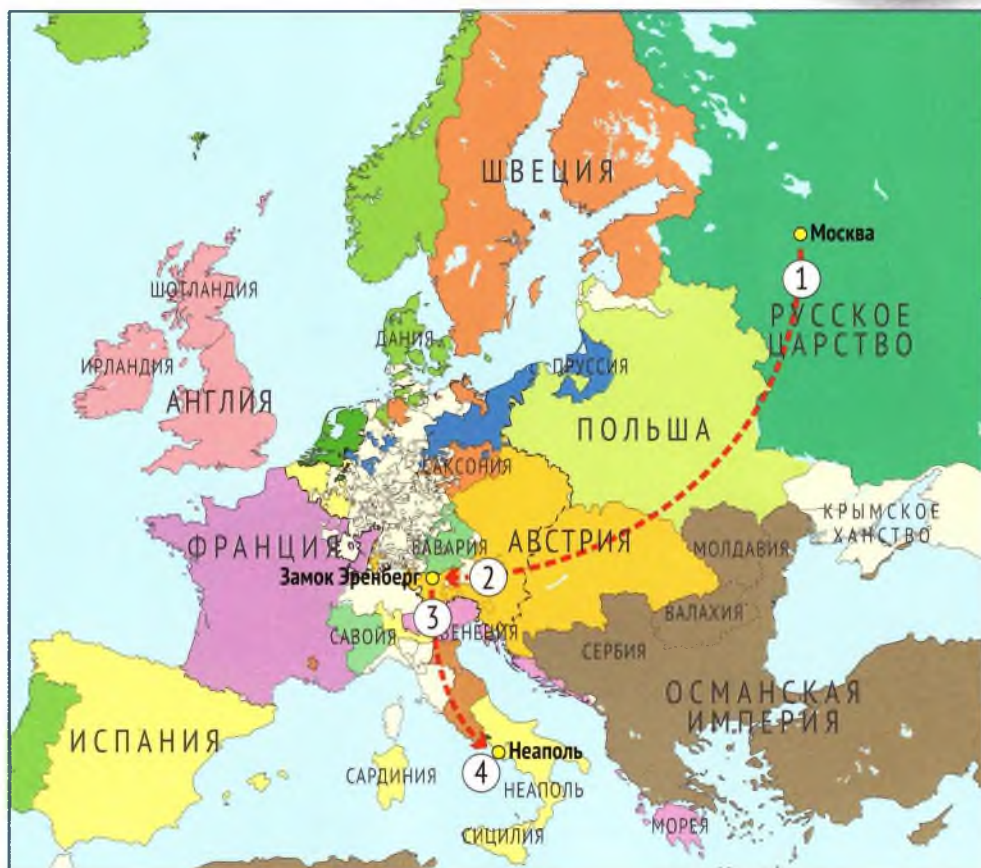 ШВЕЦИЯ
Москва
1
ШОТЛАНДИЯ
РУССКОЕ
ЦАРСТВО
ДАНИЯ
ИРЛАНДИЯ
ПРУССИЯ
АНГЛИЯ
ПОЛЬША
САКСОНИЯ
КРЫМСКОЕ
ХАНСТВО
ФРАНЦИЯ
БАВАРИЯ
АВСТРИЯ
МОЛДАВИЯ
Замок Эренберг
2
3
ВАЛАХИЯ
САВОЙЯ
ВЕНЕЦИЯ
СЕРБИЯ
ОСМАНСКАЯ
ИМПЕРИЯ
ИСПАНИЯ
Неаполь
4
САРДИНИЯ
НЕАПОЛЬ
СИЦИЛИЯ
МОРЕЯ